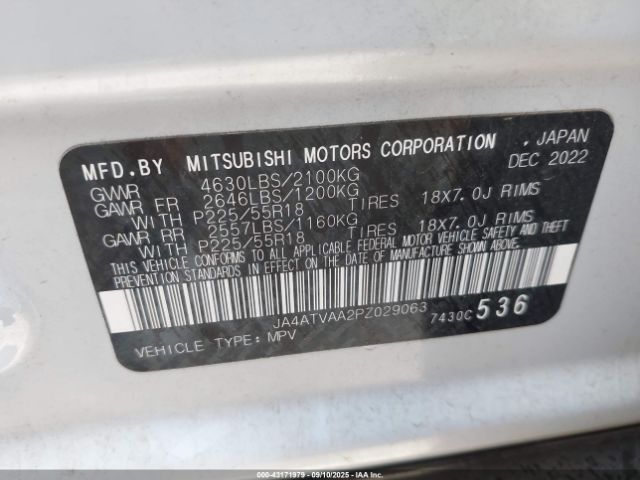 MFD.BY MITSUBISHI MOTORS CORPORATION , JAPAN
DEC 2022
GVWR 4630LBS/2100KG
GAWR FR 2646LBS/1200KG
WITH P225/55R18 TIRES 18X7.0J RIMS
GAWR RR 2557LBS/1160KG
WITH P225/55R18 TIRES 18X7.0J RIMS
THIS VEHICLE CONFORMS TO ALL APPLICABLE FEDERAL MOTOR VEHICLE SAFETY AND THEFT
PREVENTION STANDARDS IN EFFECT ON THE DATE OF MANUFACTURE SHOWN ABOVE.
JA4ATVAA2PZ029063 7430C 536
VEHICLE TYPE: MPV
000-43171979 - 09/10/2025 - IAA Inc.